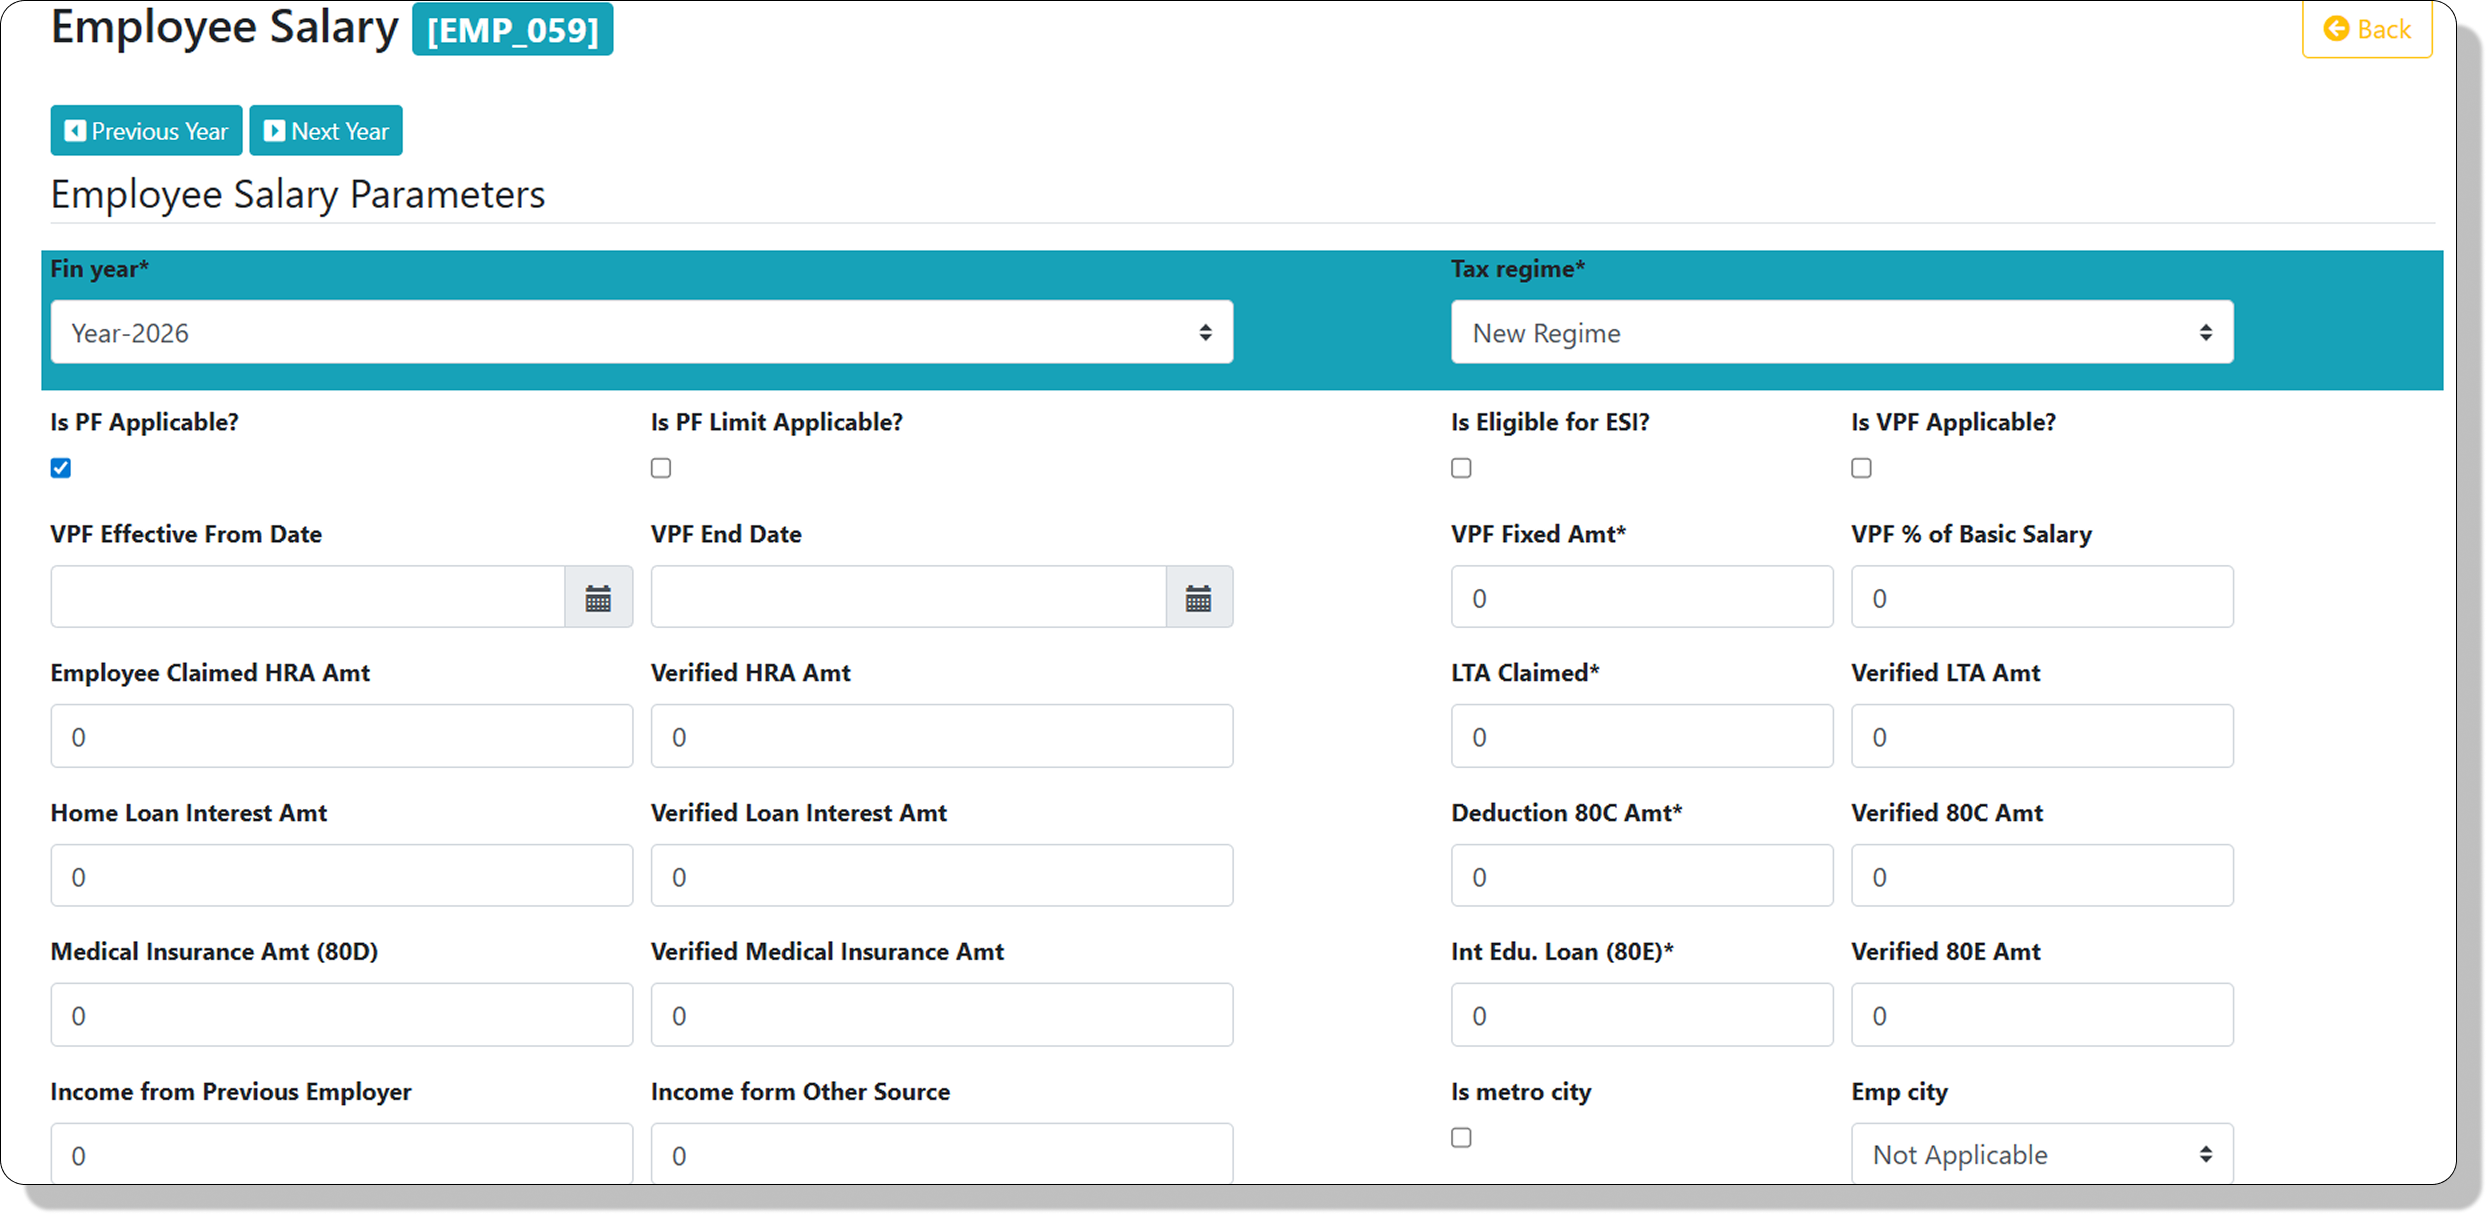 Employee Salary [EMP_059]
Back
Previous Year Next Year
Employee Salary Parameters
Fin year* Tax regime*
Year-2026 New Regime
Is PF Applicable? Is PF Limit Applicable? Is Eligible for ESI? Is VPF Applicable?
VPF Effective From Date VPF End Date VPF Fixed Amt* VPF % of Basic Salary
0 0
Employee Claimed HRA Amt Verified HRA Amt LTA Claimed* Verified LTA Amt
0 0 0 0
Home Loan Interest Amt Verified Loan Interest Amt Deduction 80C Amt* Verified 80C Amt
0 0 0 0
Medical Insurance Amt (80D) Verified Medical Insurance Amt Int Edu. Loan (80E)* Verified 80E Amt
0 0 0 0
Income from Previous Employer Income form Other Source Is metro city Emp city
0 0 Not Applicable